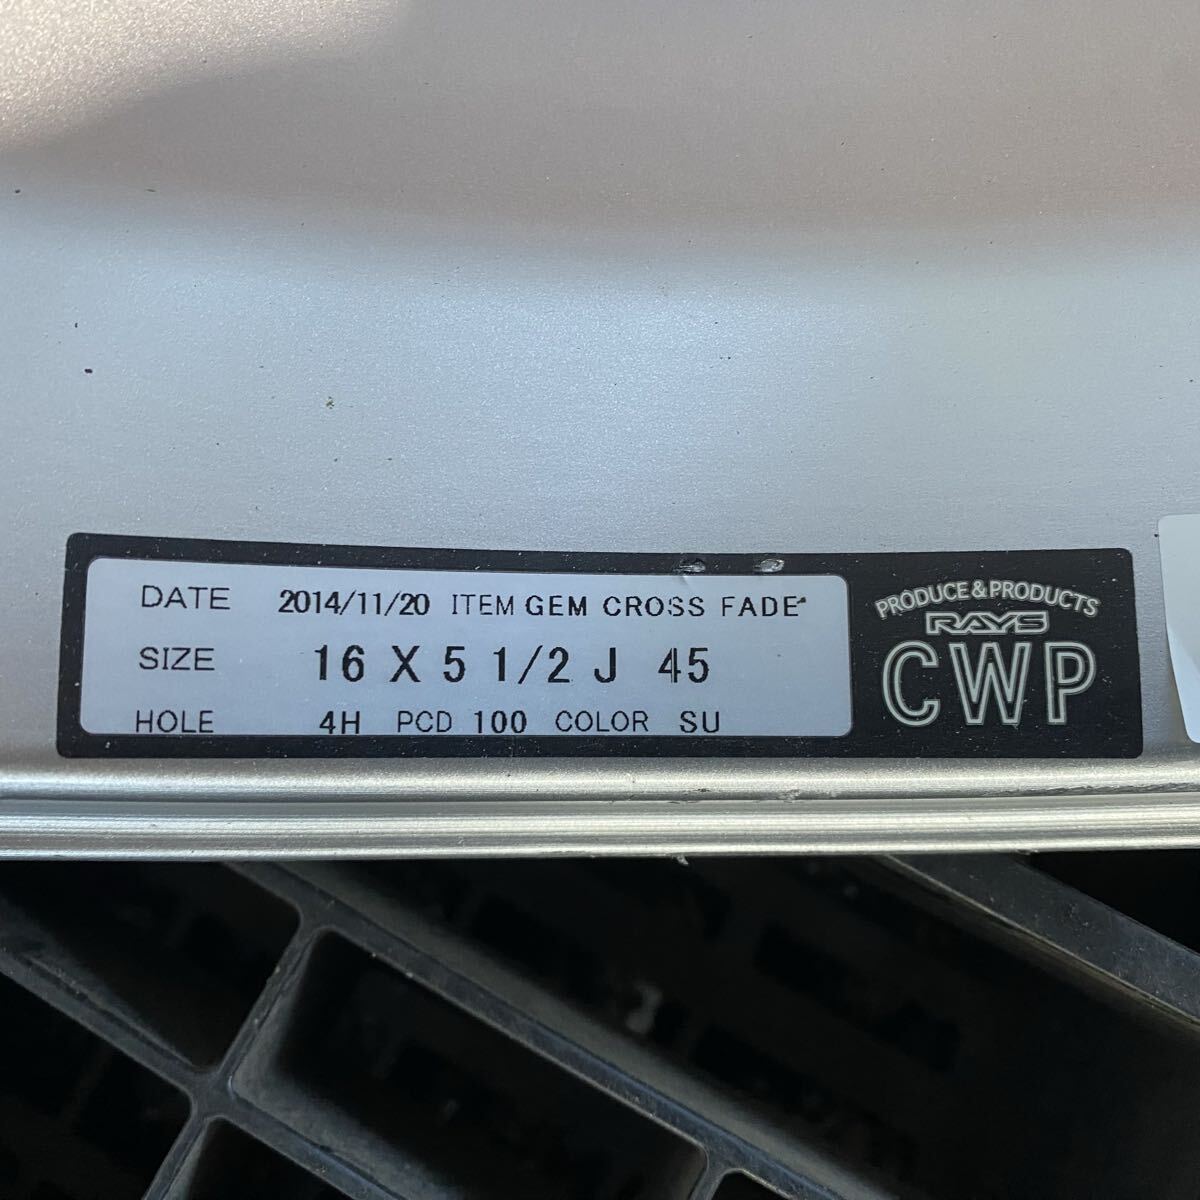 DATE 2014/11/20 ITEM GEM CROSS FADE
SIZE 16 X 5 1/2 J 45
HOLE 4H PCD 100 COLOR SU
PRODUCE & PRODUCTS
RAYS
CWP